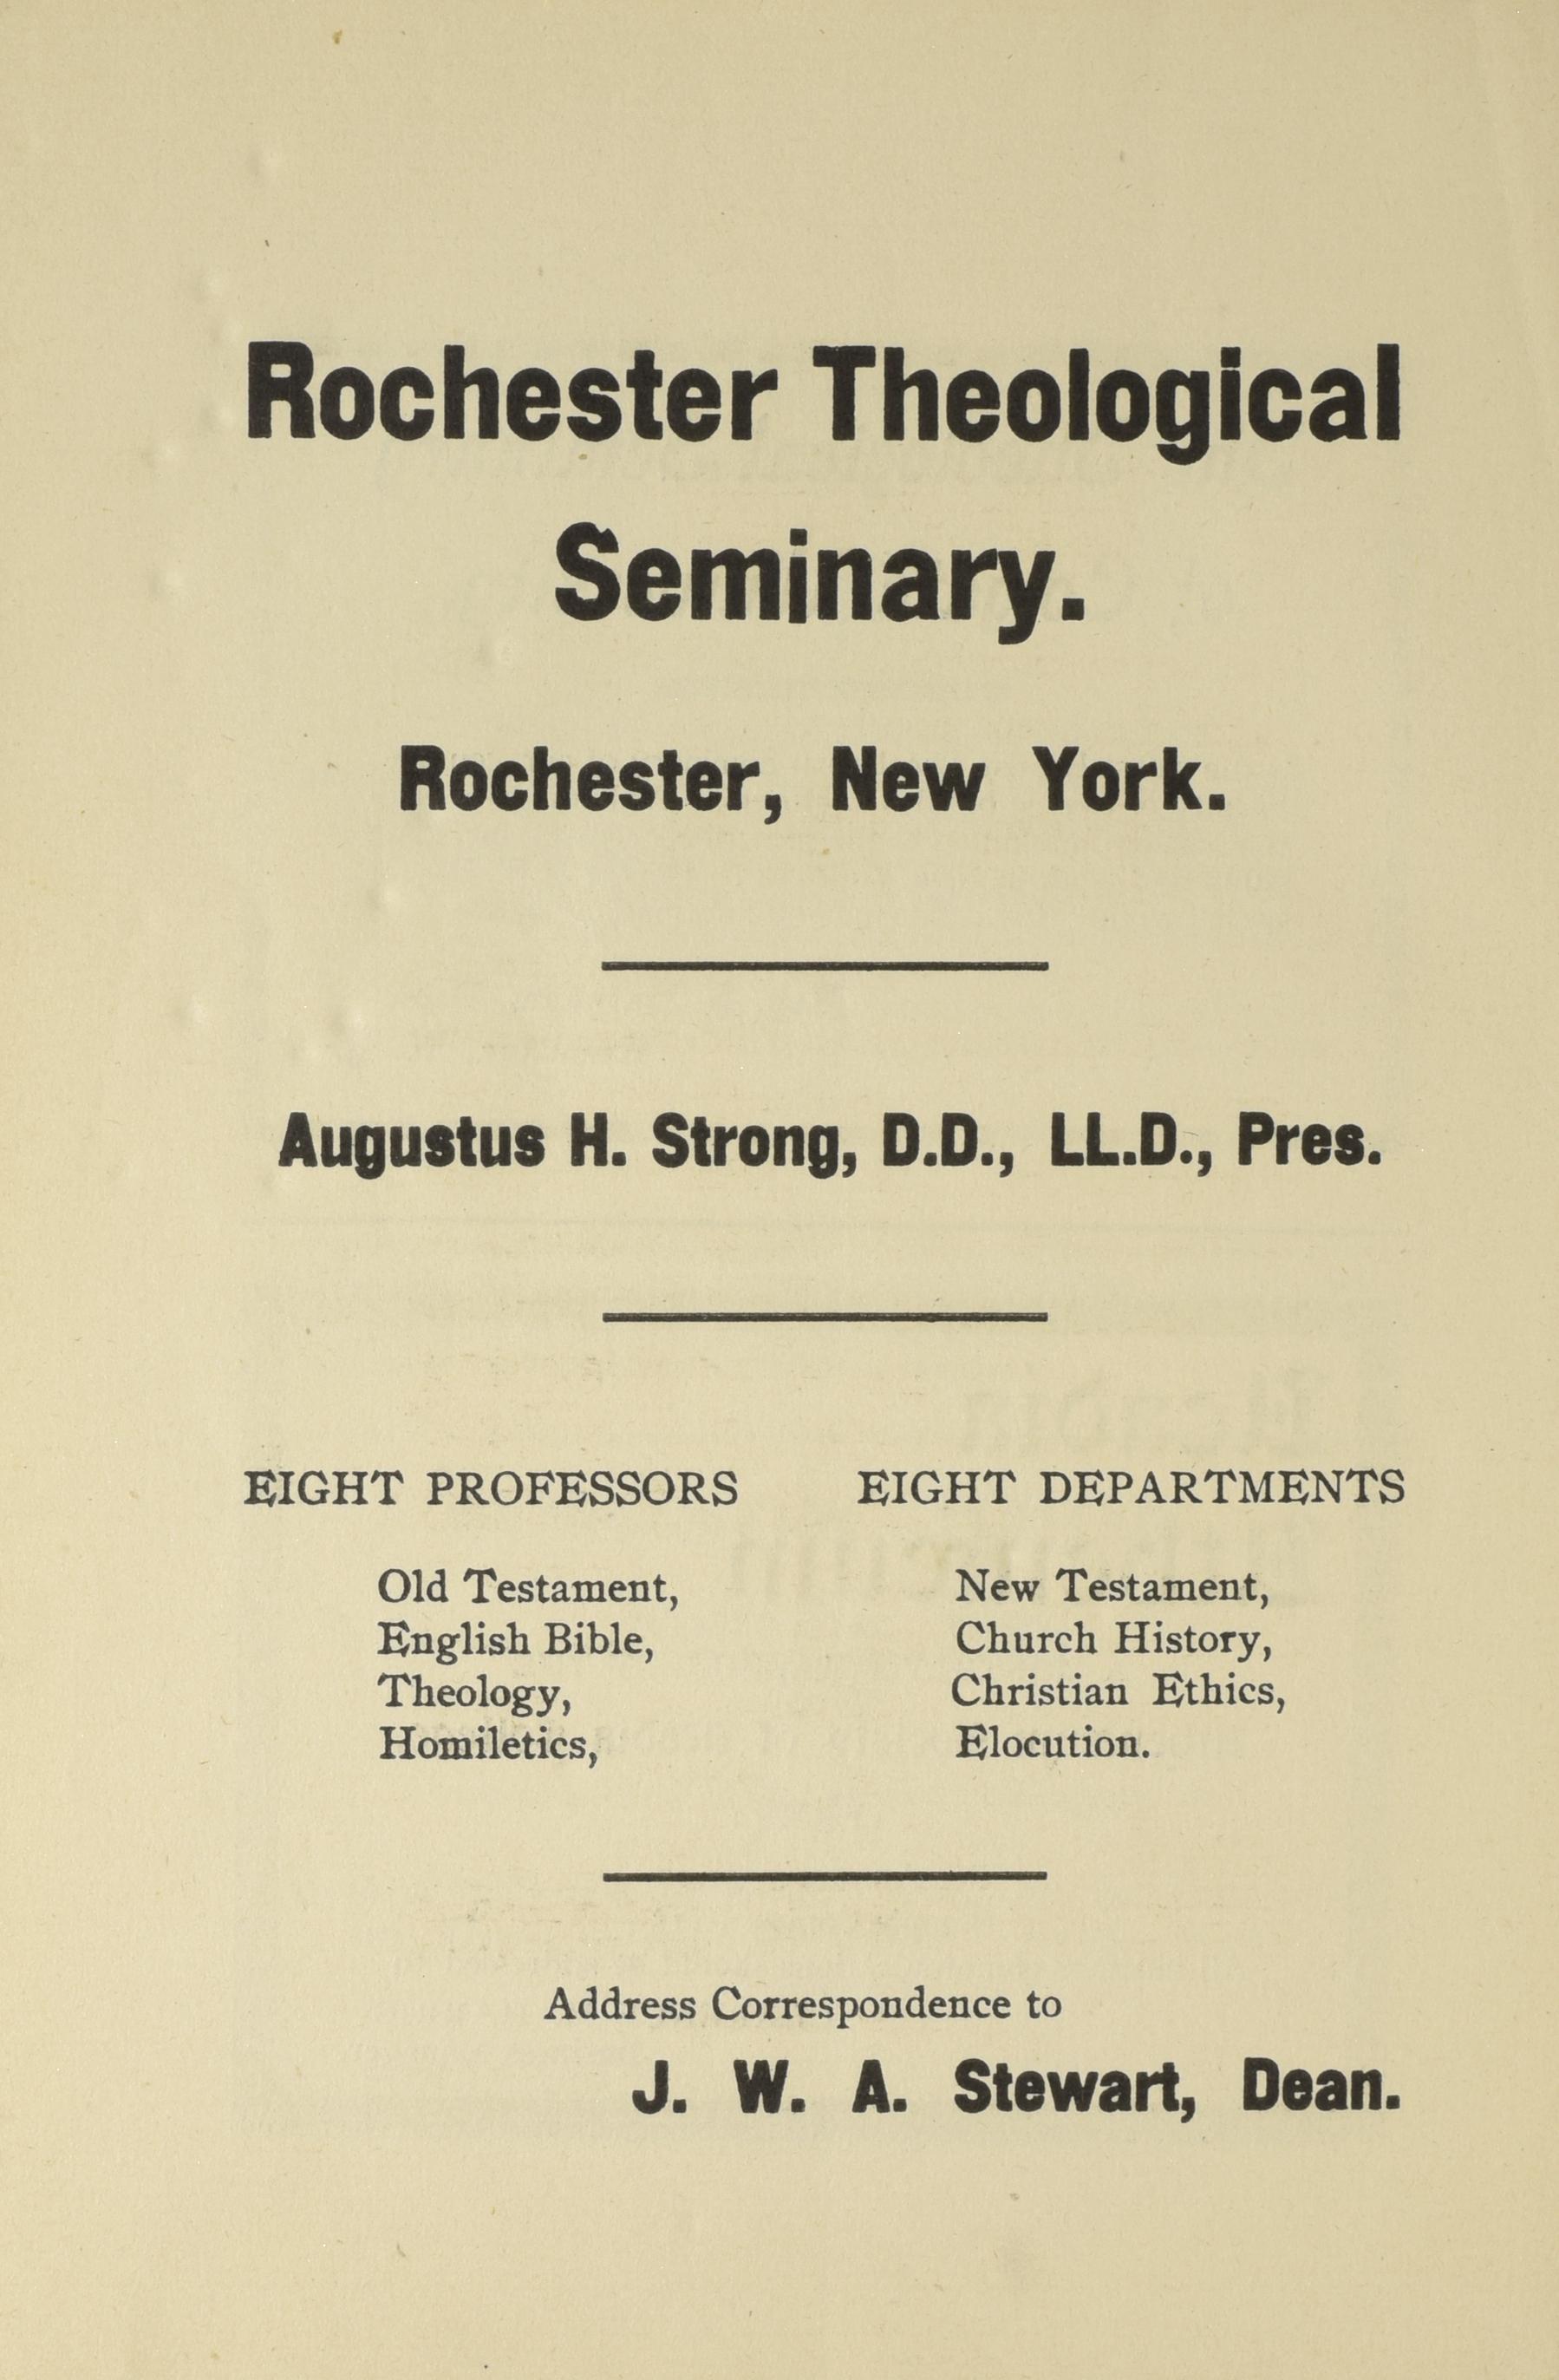 Rochester Theological
Seminary.
Rochester, New York.
Augustus H. Strong, D.D., LL.D., Pres.
EIGHT PROFESSORS EIGHT DEPARTMENTS
Old Testament, New Testament,
English Bible, Church History,
Theology, Christian Ethics,
Homiletics, Elocution.
Address Correspondence to
J. W. A. Stewart, Dean.